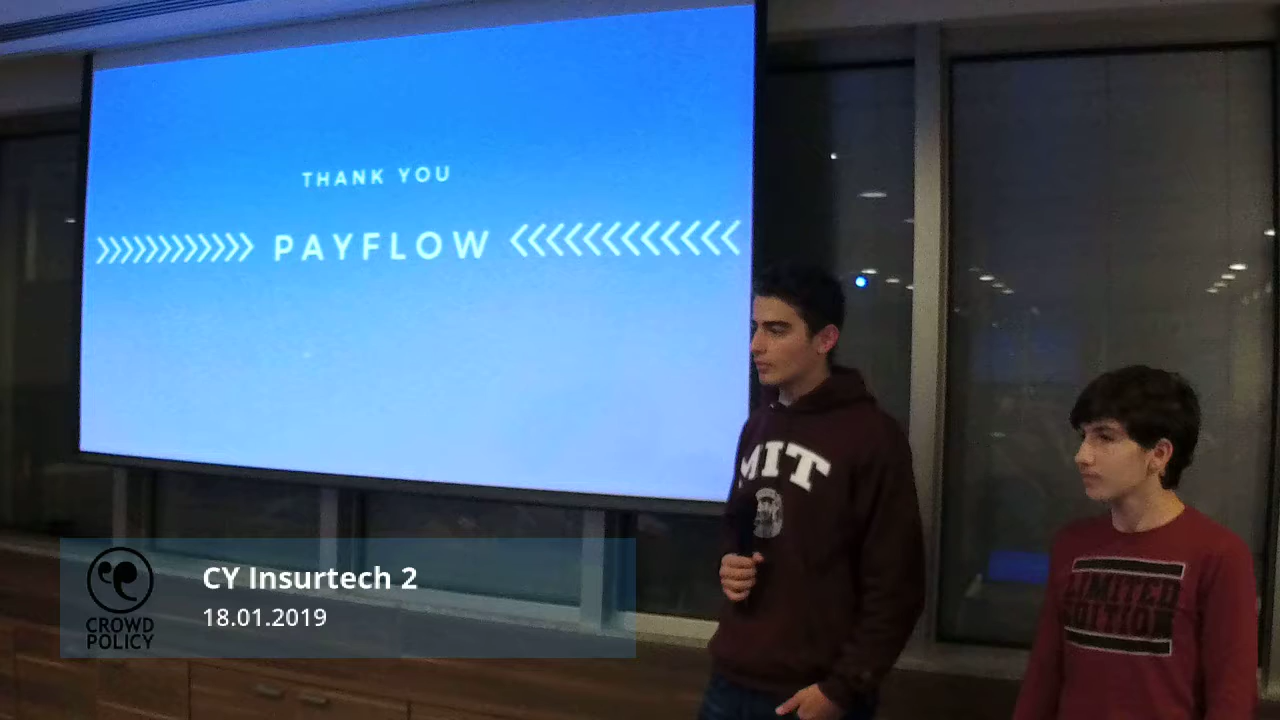 THANK YOU
PAYFLOW
MIT
LIMITED
EDITION
CY Insurtech 2
18.01.2019
CROWD
POLICY